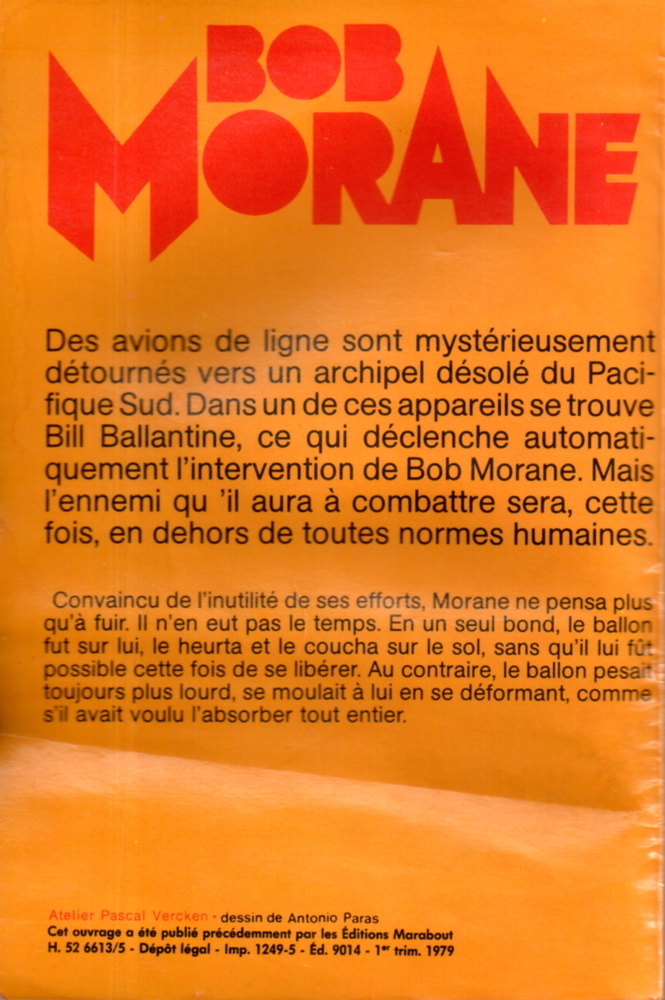 BOB
MORANE
Des avions de ligne sont mystérieusement
détournés vers un archipel désolé du Paci-
fique Sud. Dans un de ces appareils se trouve
Bill Ballantine, ce qui déclenche automati-
quement l'intervention de Bob Morane. Mais
l'ennemi qu 'il aura à combattre sera, cette
fois, en dehors de toutes normes humaines.
Convaincu de l'inutilité de ses efforts, Morane ne pensa plus
qu'à fuir. Il n'en eut pas le temps. En un seul bond, le ballon
fut sur lui, le heurta et le coucha sur le sol, sans qu'il lui fût
possible cette fois de se libérer. Au contraire, le ballon pesait
toujours plus lourd, se moulait à lui en se déformant, comme
s'il avait voulu l'absorber tout entier.
Atelier Pascal Vercken - dessin de Antonio Paras
Cet ouvrage a été publié précédemment par les Éditions Marabout
H. 52 6613/5 - Dépôt légal - Imp. 1249-5 - Éd. 9014 - 1er trim. 1979